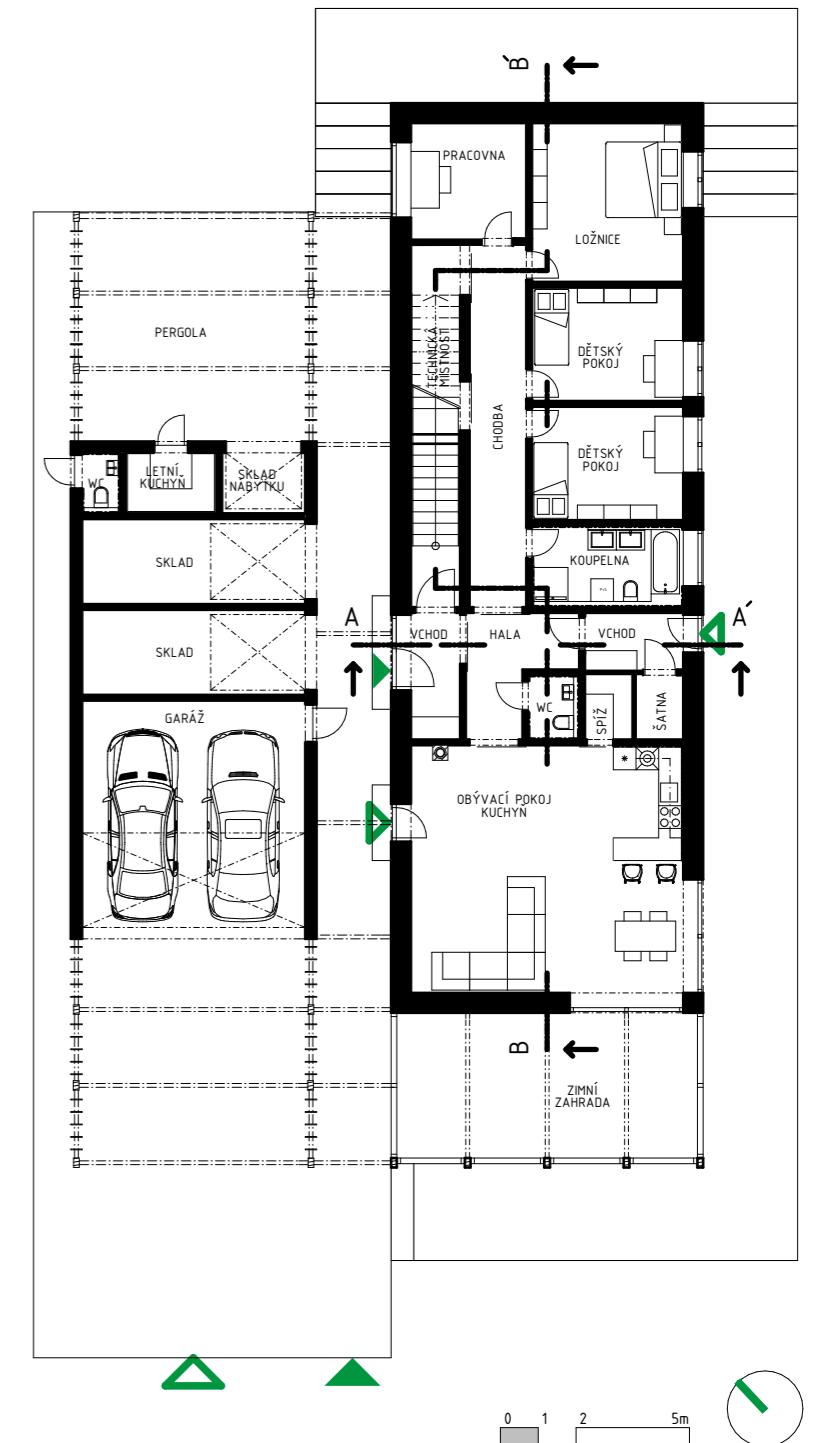 B´
PRACOVNA
LOŽNICE
PERGOLA
TECHNICKÁ
MÍSTNOST
DĚTSKÝ
POKOJ
CHODBA
DĚTSKÝ
POKOJ
WC
LETNÍ
KUCHYŇ
SKLAD
NÁBYTKU
SKLAD
KOUPELNA
A
VCHOD
HALA
VCHOD
A´
SKLAD
GARÁŽ
WC
SPÍŽ
ŠATNA
OBÝVACÍ POKOJ
KUCHYŇ
B
ZIMNÍ
ZAHRADA
0 1 2 5m